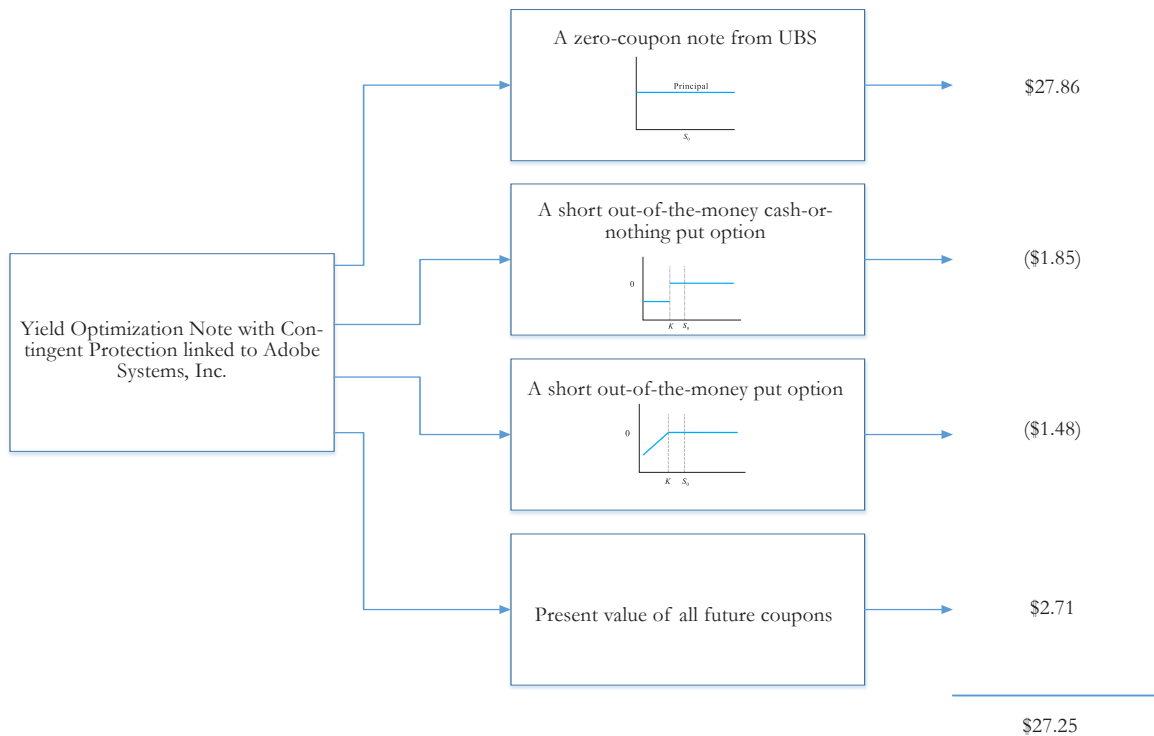 A zero-coupon note from UBS
Principal
S0
$27.86
A short out-of-the-money cash-or-
nothing put option
0
K
S0
($1.85)
Yield Optimization Note with Con-
tingent Protection linked to Adobe
Systems, Inc.
A short out-of-the-money put option
0
K
S0
($1.48)
Present value of all future coupons
$2.71
$27.25